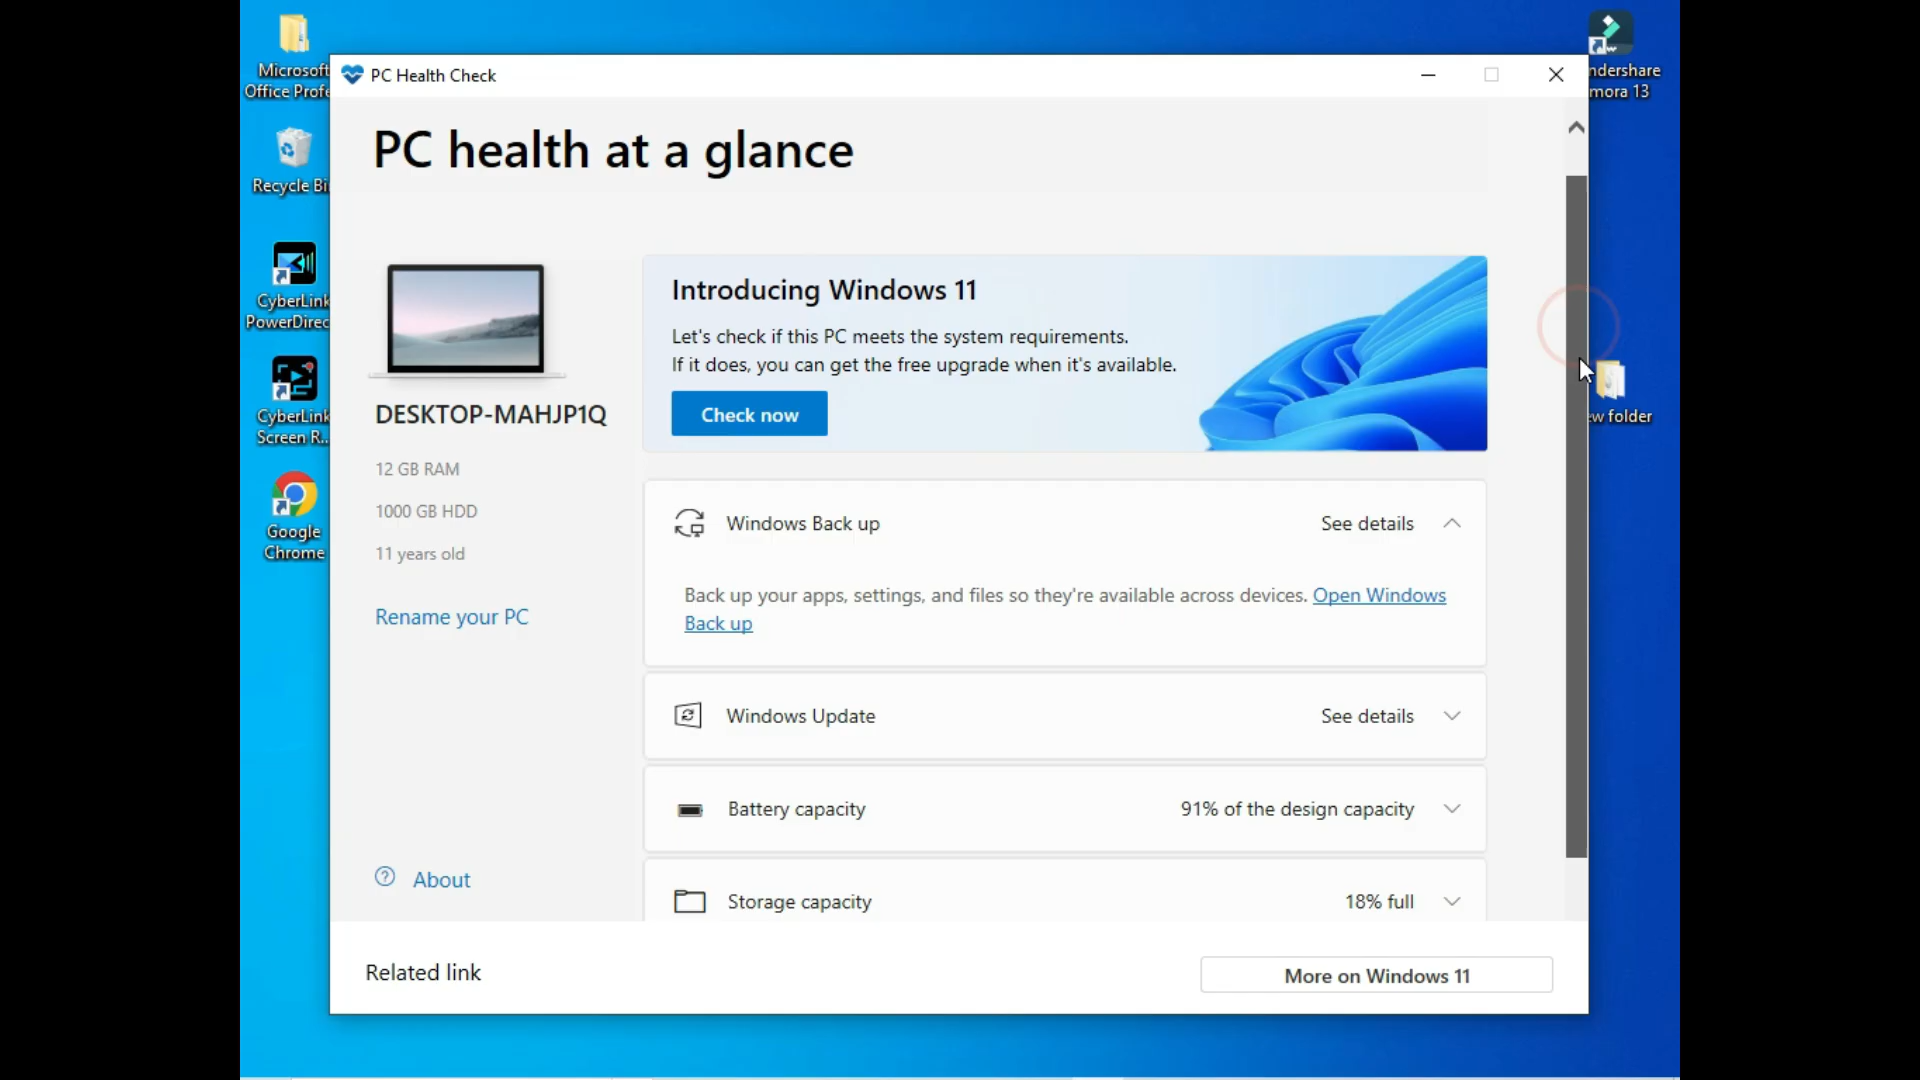 Microsoft
Office Profe
Recycle Bi
CyberLink
PowerDirec
CyberLink
Screen R...
Google
Chrome
PC Health Check
PC health at a glance
DESKTOP-MAHJP1Q
12 GB RAM
1000 GB HDD
11 years old
Rename your PC
About
Introducing Windows 11
Let's check if this PC meets the system requirements.
If it does, you can get the free upgrade when it's available.
Check now
Windows Back up
See details
Back up your apps, settings, and files so they're available across devices. Open Windows
Back up
Windows Update
See details
Battery capacity
91% of the design capacity
Storage capacity
18% full
Related link
More on Windows 11
ndershare
mora 13
ew folder